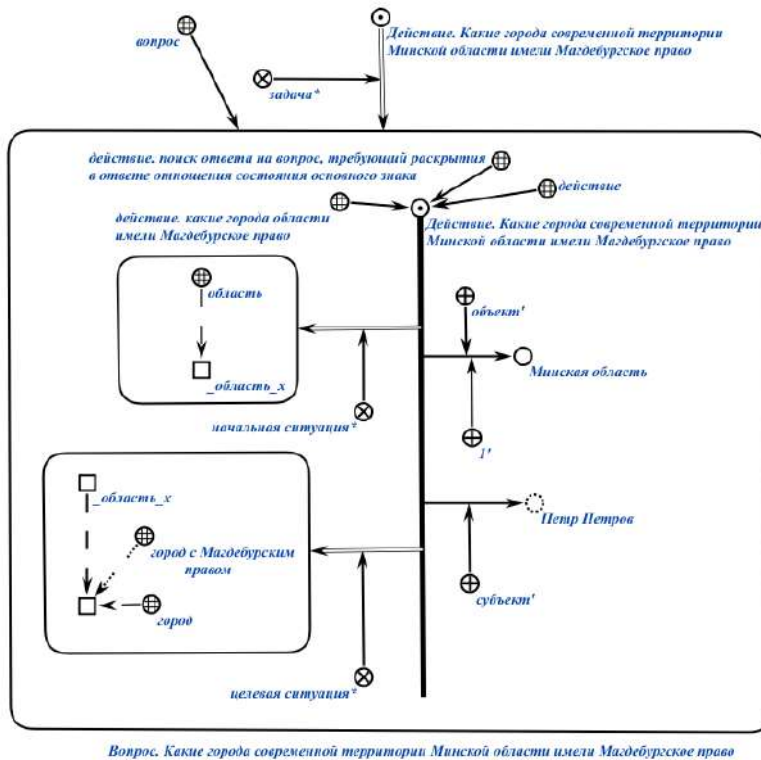 вопрос
Действие. Какие города современной территории
Минской области имели Магдебургское право
задача*
действие. поиск ответа на вопрос, требующий раскрытия
в ответе отношения состояния основного знака
действие
действие. какие города области
имели Магдебурское право
Действие. Какие города современной территории
Минской области имели Магдебургское право
область
_область_x
объект'
Минская область
начальная ситуация*
1'
_область_x
город с Магдебурским
правом
город
Петр Петров
субъект'
целевая ситуация*
Вопрос. Какие города современной территории Минской области имели Магдебургское право